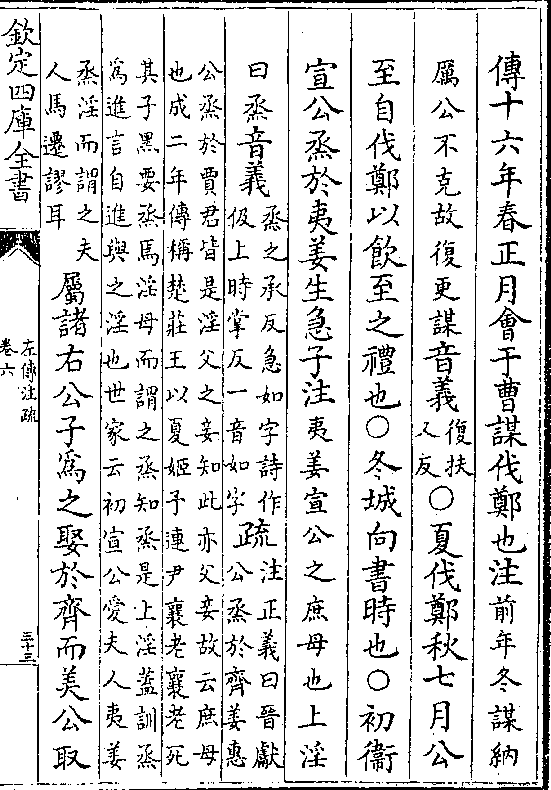 傳十六年春正月會于曹謀伐鄭也注前年冬謀納
厲公不克故復更謀音義復扶又反○夏伐鄭秋七月公
至自伐鄭以飲至之禮也○冬城向書時也○初衞
宣公烝於夷姜生急子注夷姜宣公之庶母也上淫
曰烝音義烝之承反急如字詩作伋上時掌反一音如字疏注正義曰晉獻公烝於齊姜惠
公烝於賈君皆是淫父之妾知此亦父妾故云庶母
也成二年傳稱楚莊王以夏姬予連尹襄老襄老死
其子黑要烝焉淫母而謂之烝知烝是上淫蓋訓烝
爲進言自進與之淫也世家云初宣公愛夫人夷姜
烝淫而謂之夫人馬遷謬耳屬諸右公子爲之娶於齊而美公取
欽定四庫全書
左傳注疏
卷六
三十三